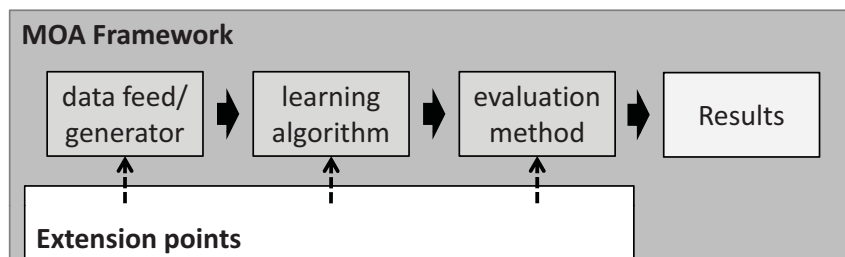 MOA Framework
data feed/
generator
learning
algorithm
evaluation
method
Results
Extension points